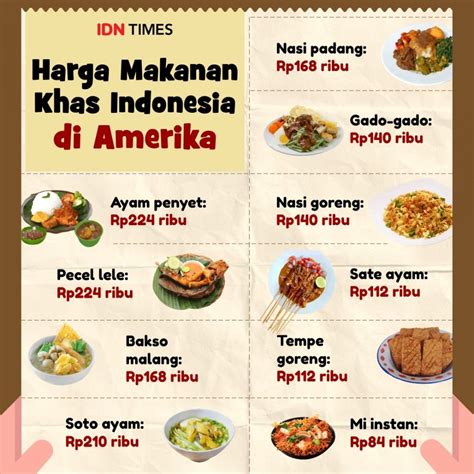 IDN TIMES
Harga Makanan
Khas Indonesia
di Amerika
Nasi padang:
Rp168 ribu
Gado-gado:
Rp140 ribu
Ayam penyet:
Rp224 ribu
Nasi goreng:
Rp140 ribu
Pecel lele:
Rp224 ribu
Sate ayam:
Rp112 ribu
Bakso
malang:
Rp168 ribu
Tempe
goreng:
Rp112 ribu
Soto ayam:
Rp210 ribu
Mi instan:
Rp84 ribu